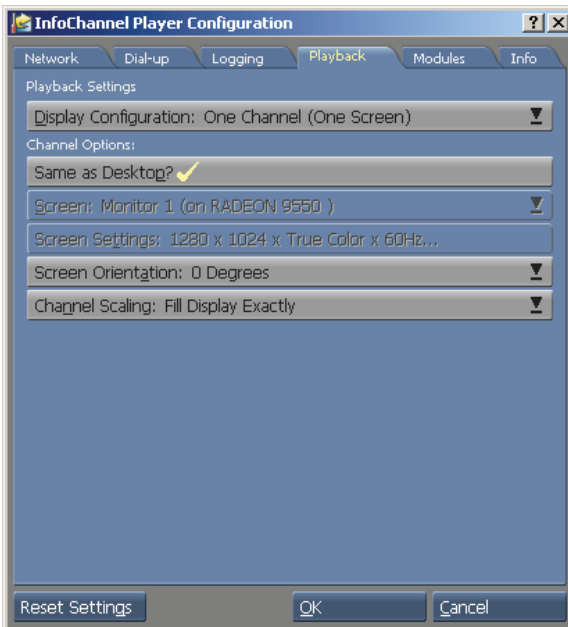 InfoChannel Player Configuration
Network Dial-up Logging Playback Modules Info
Playback Settings
Display Configuration: One Channel (One Screen)
Channel Options:
Same as Desktop?
Screen: Monitor 1 (on RADEON 9550 )
Screen Settings: 1280 x 1024 x True Color x 60Hz...
Screen Orientation: 0 Degrees
Channel Scaling: Fill Display Exactly
Reset Settings OK Cancel